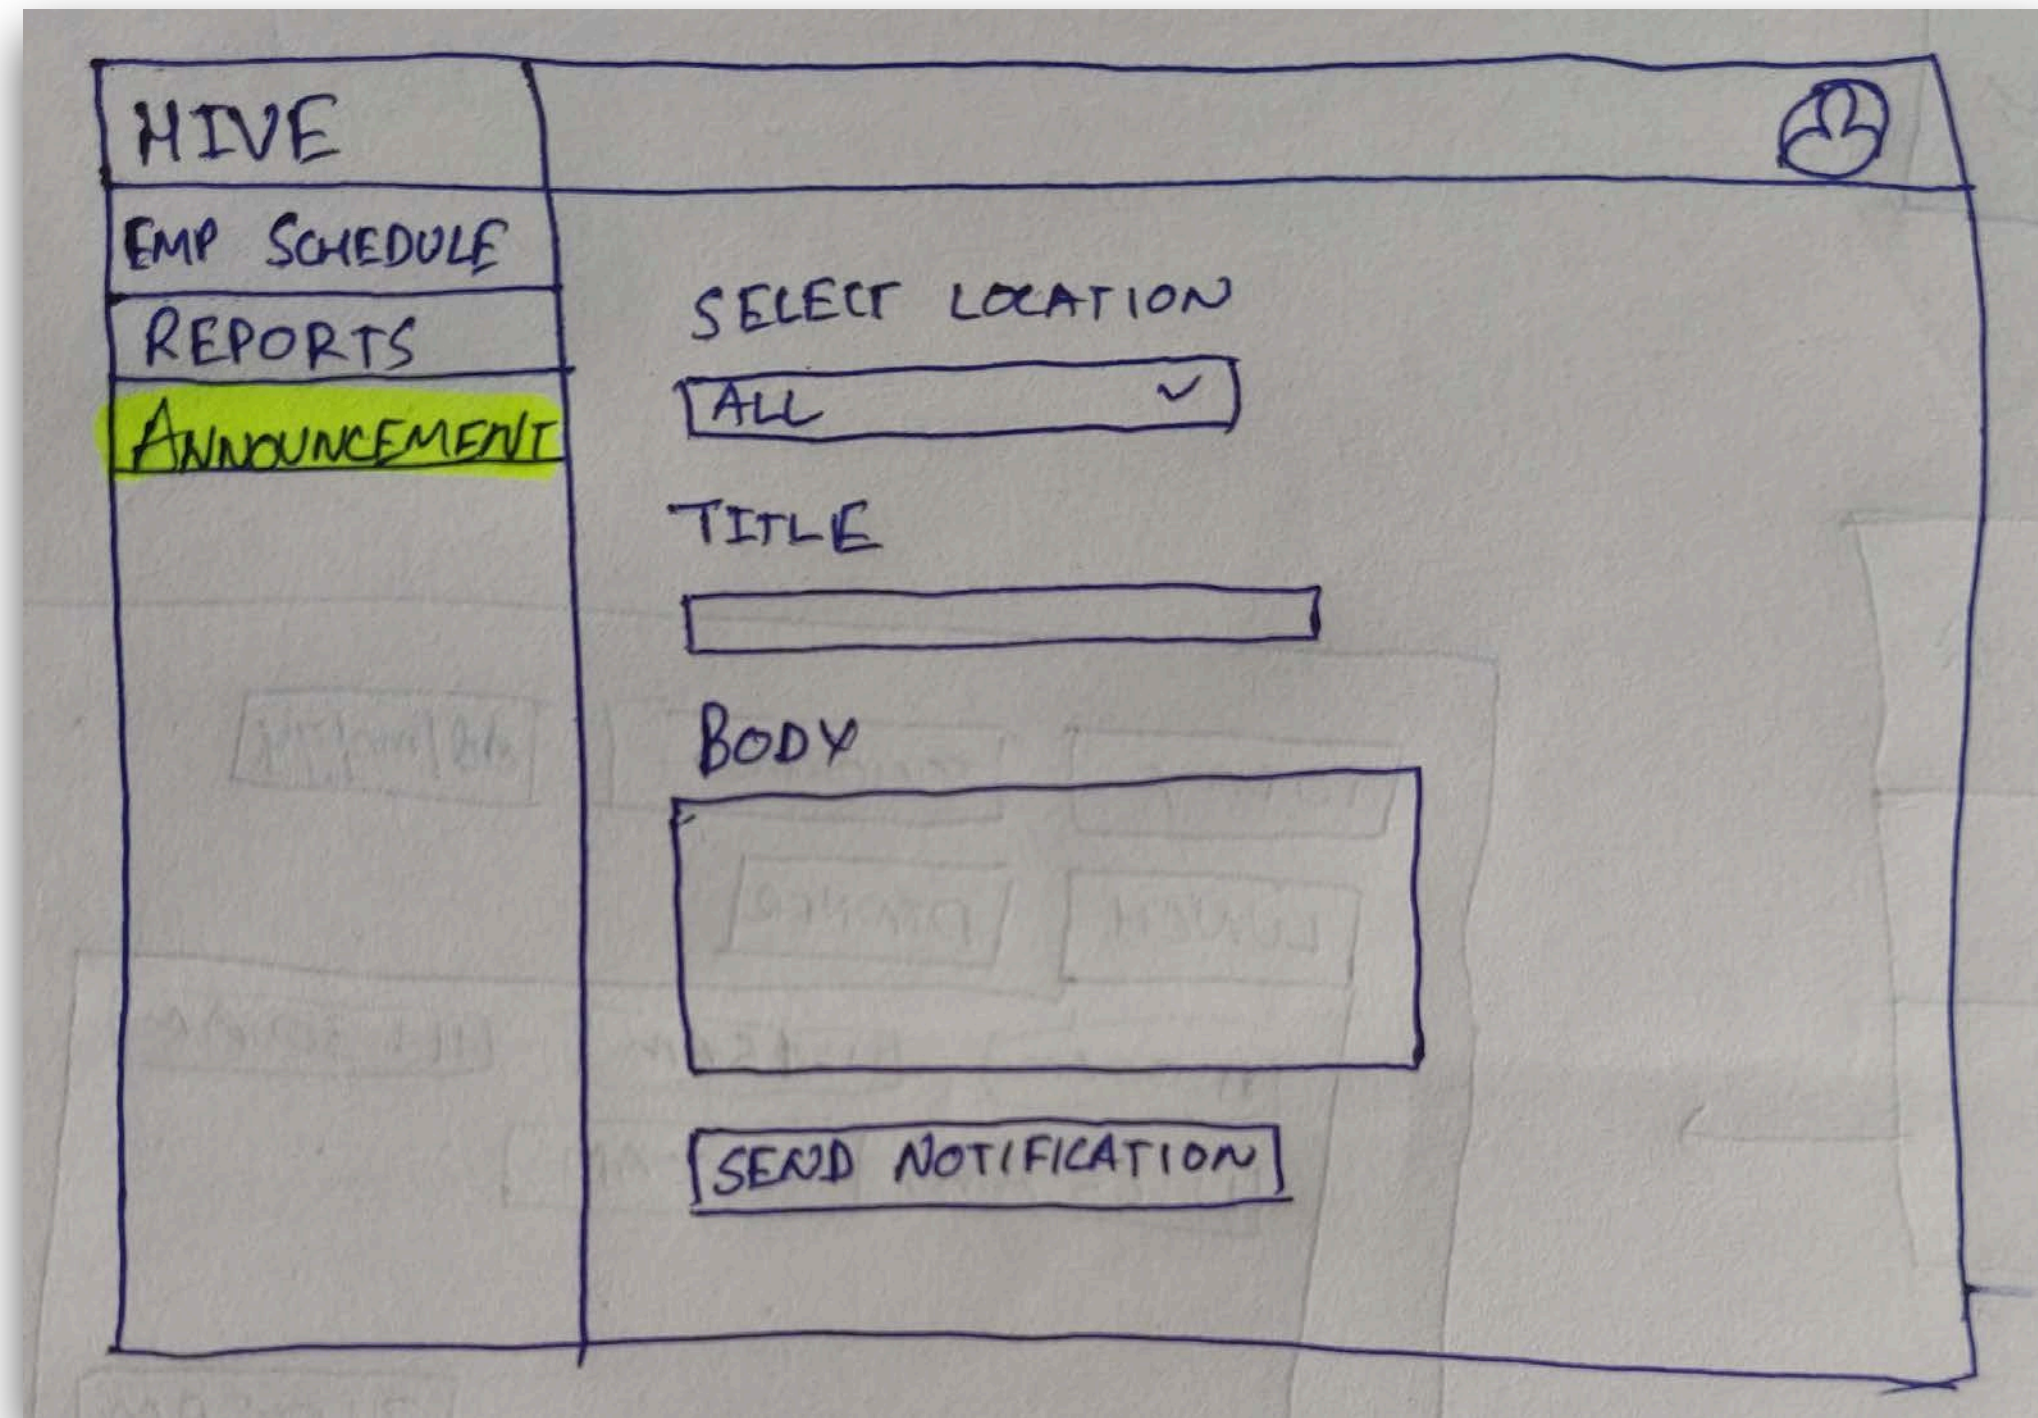 HIVE
EMP SCHEDULE
REPORTS
ANNOUNCEMENT
SELECT LOCATION
ALL
TITLE
BODY
SEND NOTIFICATION